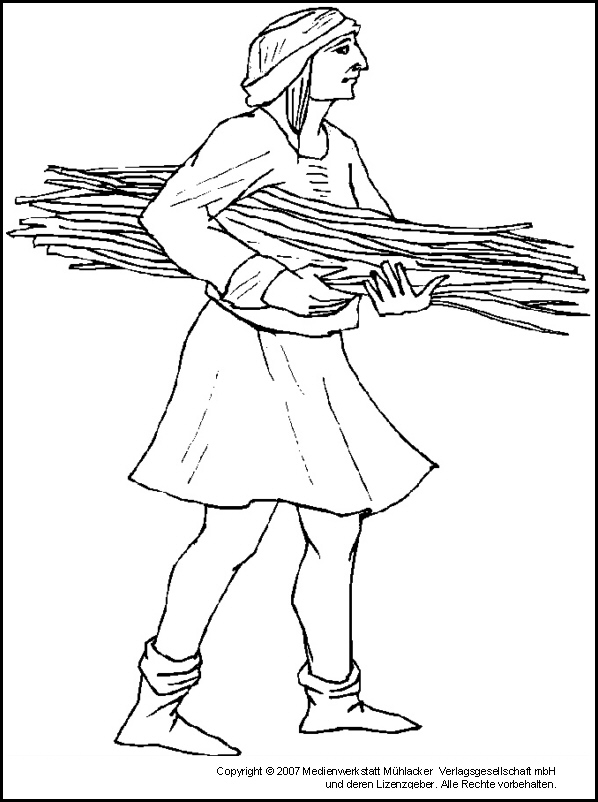 Copyright © 2007 Medienwerkstatt Mühlacker Verlagsgesellschaft mbH
und deren Lizenzgeber. Alle Rechte vorbehalten.